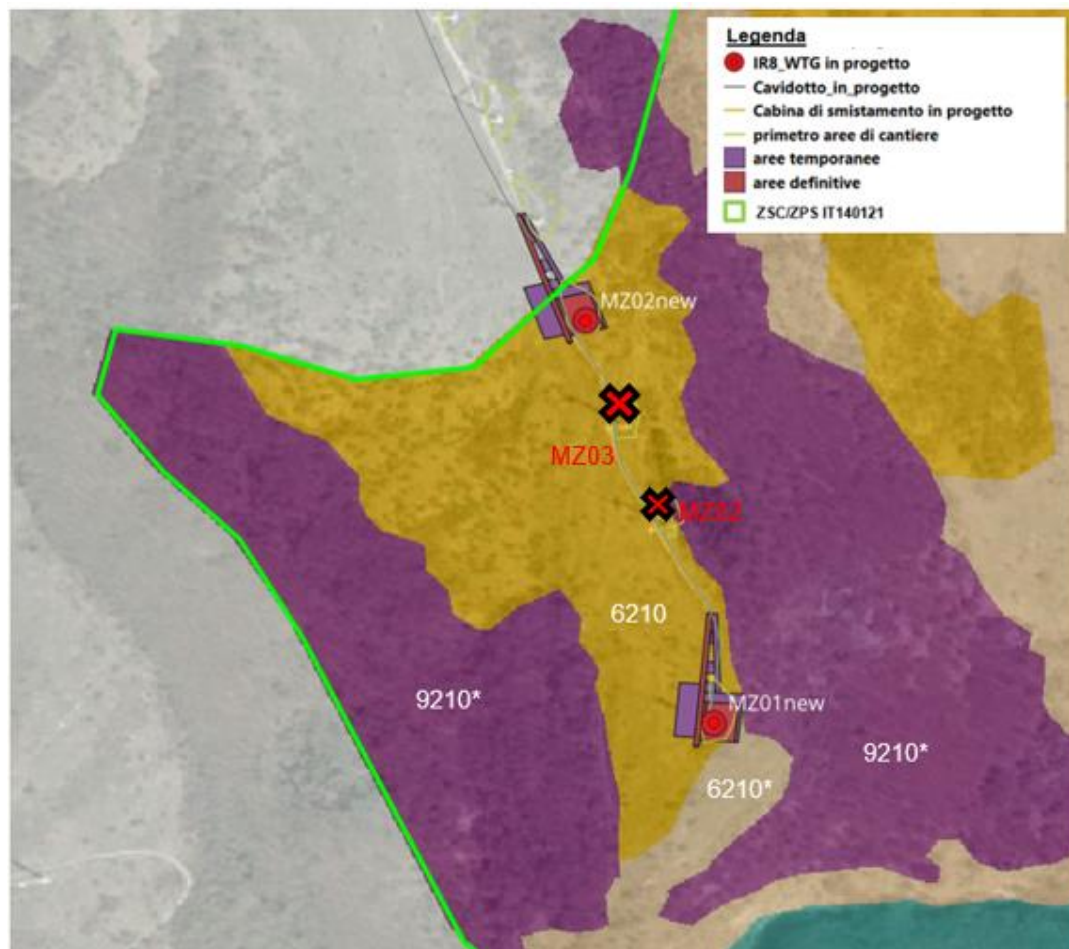 Legenda
IR8_WTG in progetto
Cavidotto_in_progetto
Cabina di smistamento in progetto
primetro aree di cantiere
aree temporanee
aree definitive
ZSC/ZPS IT140121
MZ02new
MZ03
MZ02
6210
9210*
MZ01new
9210*
6210*